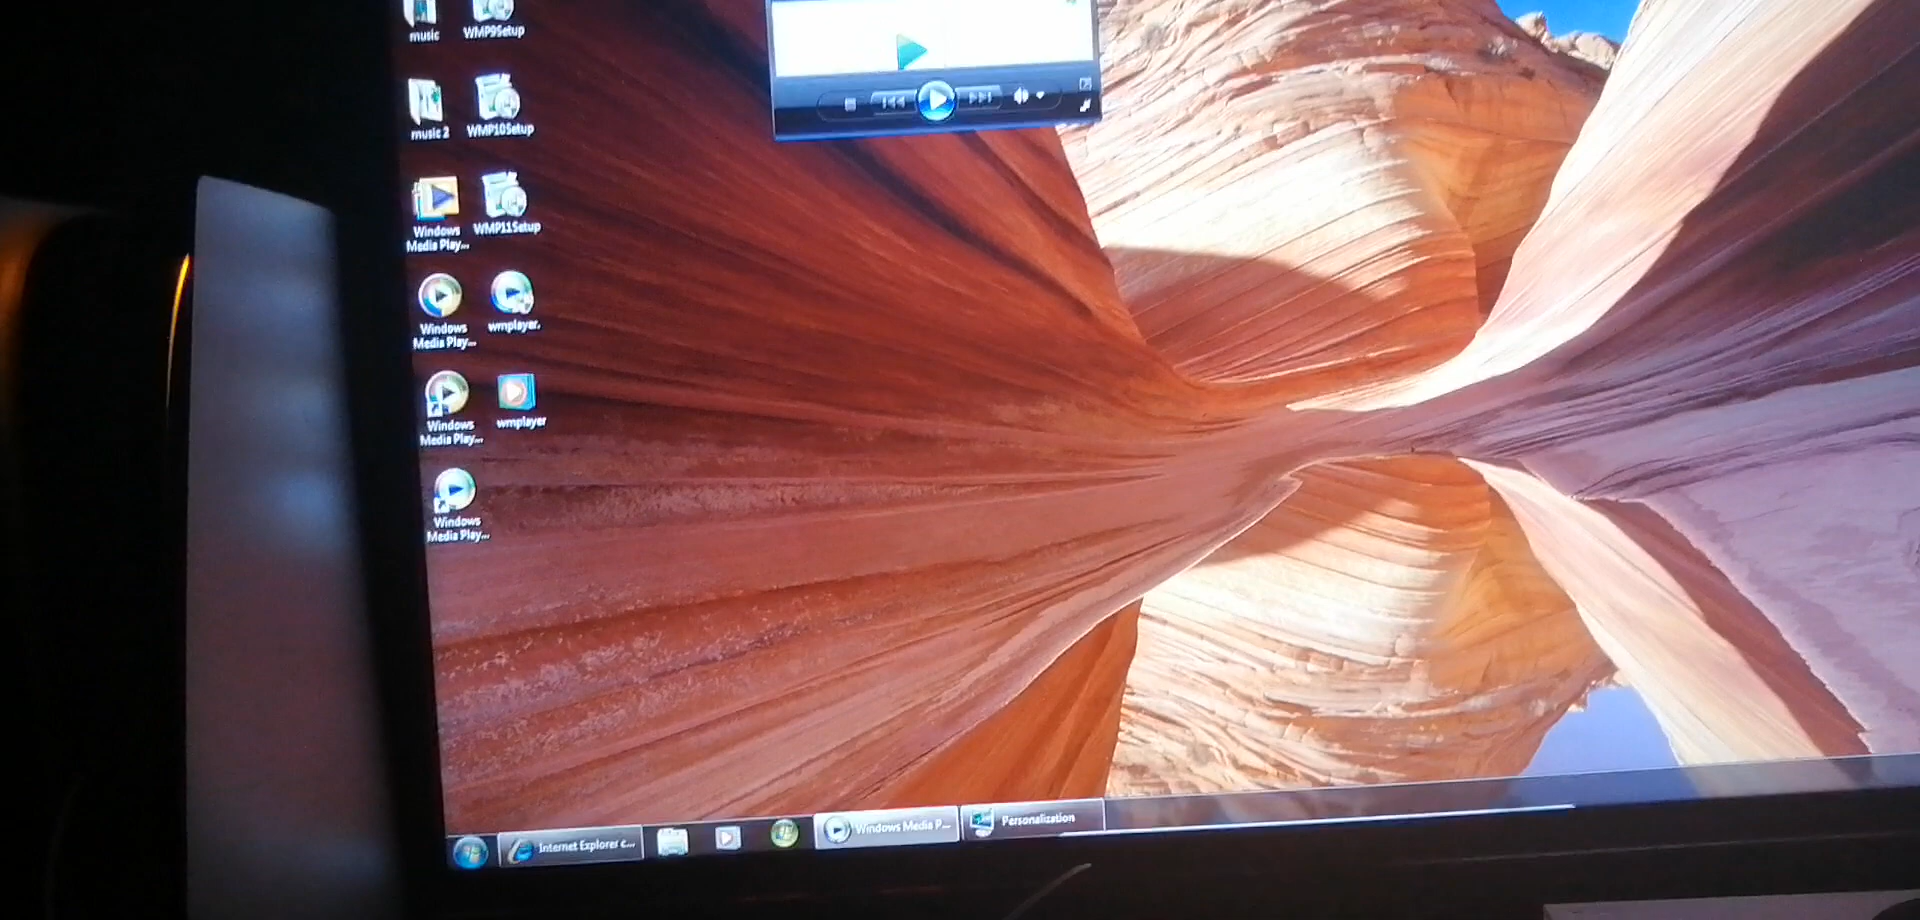 music
WMP9Setup
music 2
WMP10Setup
Windows
Media Play...
WMP11Setup
Windows
Media Play...
wmplayer.
Windows
Media Play...
wmplayer
Windows
Media Play...
Internet Explorer c...
Windows Media P...
Personalization